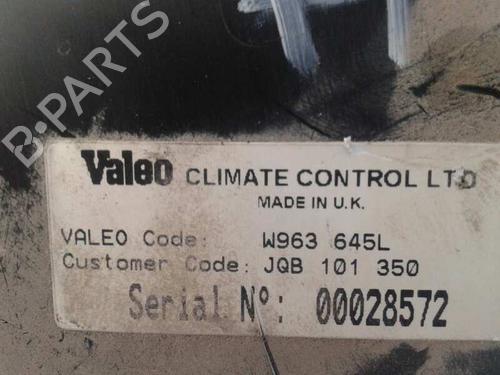 B-PARTS
Valeo CLIMATE CONTROL LTD
MADE IN U.K.
VALEO Code: W963 645L
Customer Code: JQB 101 350
Serial Nº: 00028572